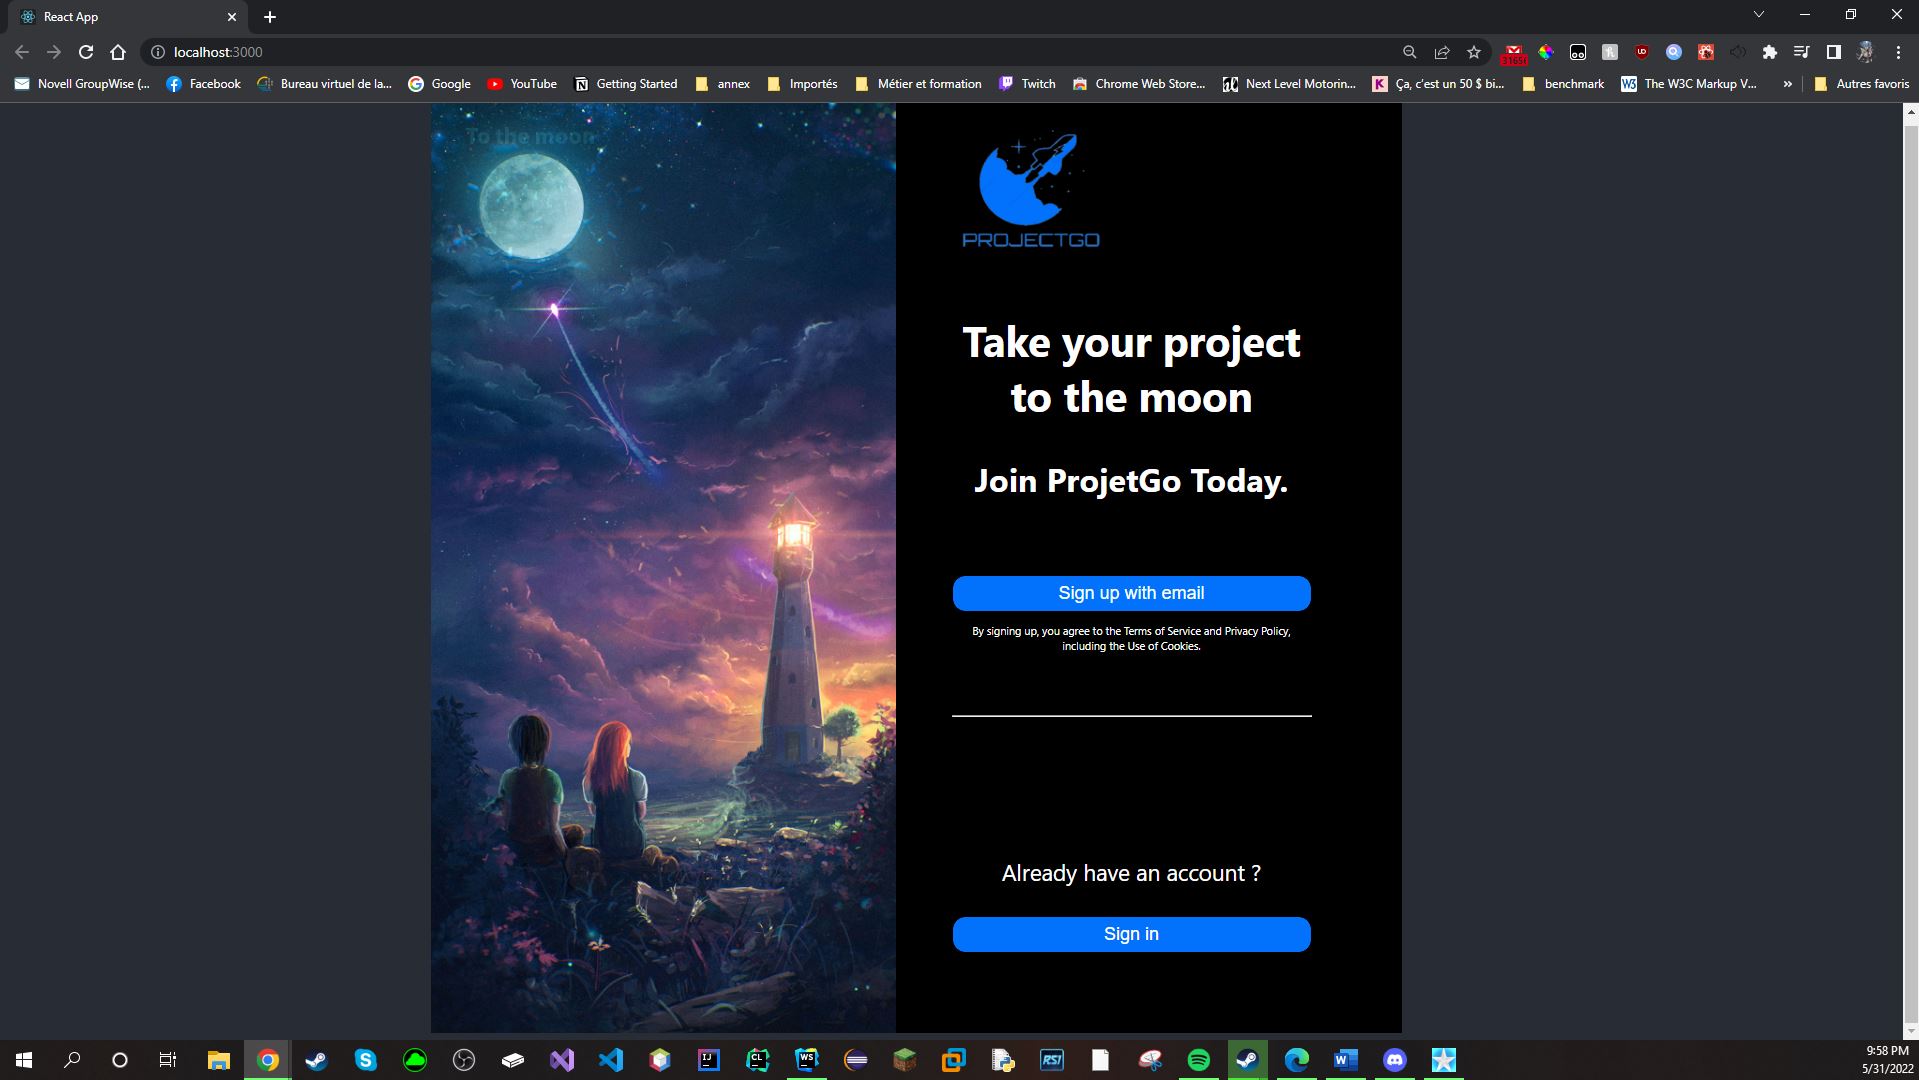 React App
localhost:3000
Novell GroupWise (...
Facebook
Bureau virtuel de la...
Google
YouTube
Getting Started
annex
Importés
Métier et formation
Twitch
Chrome Web Store...
Next Level Motorin...
Ça, c'est un 50 $ bi...
benchmark
The W3C Markup V...
»
Autres favoris
To the moon
PROJECTGO
Take your project
to the moon
Join ProjetGo Today.
Sign up with email
By signing up, you agree to the Terms of Service and Privacy Policy,
including the Use of Cookies.
Already have an account ?
Sign in
9:58 PM
5/31/2022